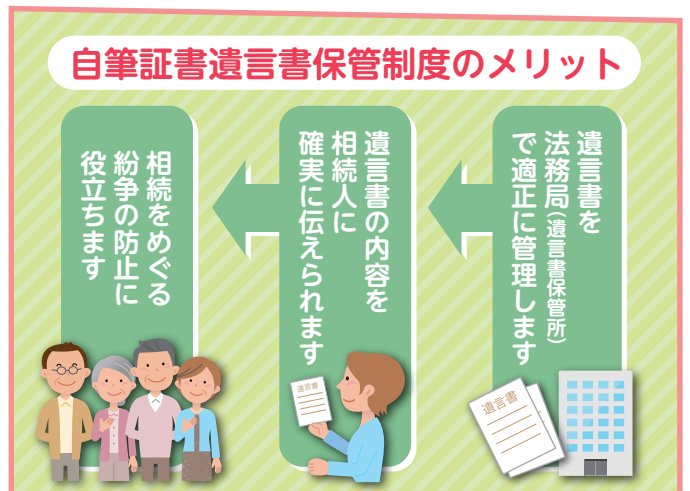 自筆証書遺言書保管制度のメリット
遺言書を
法務局(遺言書保管所)
で適正に管理します
遺言書の内容を
相続人に
確実に伝えられます
相続をめぐる
紛争の防止に
役立ちます
遺言書
遺言書